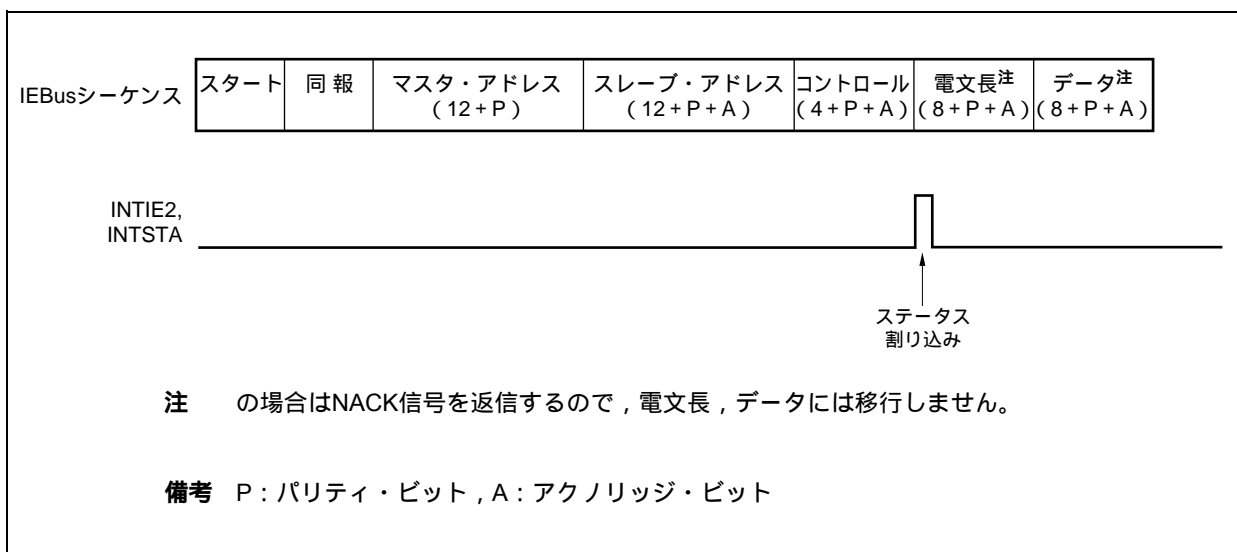 IEBusシーケンス
スタート
同 報
マスタ・アドレス
(12+P)
スレーブ・アドレス
(12+P+A)
コントロール
(4+P+A)
電文長注
(8+P+A)
データ注
(8+P+A)
INTIE2,
INTSTA
ステータス
割り込み
注 の場合はNACK信号を返信するので,電文長,データには移行しません。
備考 P:パリティ・ビット,A:アクノリッジ・ビット